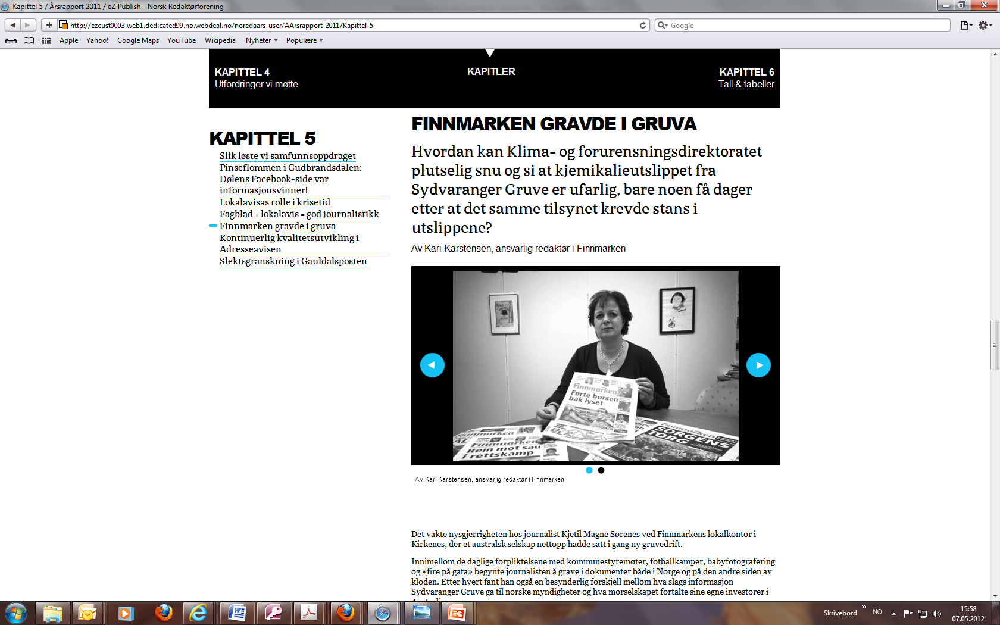 Kapittel 5 / Årsrapport 2011 / eZ Publish - Norsk Redaktørforening
http://ezcust0003.web1.dedicated99.no.webdeal.no/noredaars_user/AArsrapport-2011/Kapittel-5
Google
Apple Yahoo! Google Maps YouTube Wikipedia Nyheter Populære
KAPITTEL 4
Utfordringer vi møtte
KAPITLER
KAPITTEL 6
Tall & tabeller
KAPITTEL 5
Slik løste vi samfunnsoppdraget
Pinseflommen i Gudbrandsdalen:
Dølens Facebook-side var
informasjonsvinner!
Lokalavisas rolle i krisetid
Fagblad + lokalavis = god journalistikk
Finnmarken gravde i gruva
Kontinuerlig kvalitetsutvikling i
Adresseavisen
Slektsgranskning i Gauldalsposten
FINNMARKEN GRAVDE I GRUVA
Hvordan kan Klima- og forurensningsdirektoratet
plutselig snu og si at kjemikalieutslippet fra
Sydvaranger Gruve er ufarlig, bare noen få dager
etter at det samme tilsynet krevde stans i
utslippene?
Av Kari Karstensen, ansvarlig redaktør i Finnmarken
Finnmarken
Førte børsen
bak lyset
Finnmarken
Rein mot sau
i rettskamp
Finnmarken
SORGENS
TORG
Av Kari Karstensen, ansvarlig redaktør i Finnmarken
Det vakte nysgjerrigheten hos journalist Kjetil Magne Sørenes ved Finnmarkens lokalkontor i
Kirkenes, der et australsk selskap nettopp hadde satt i gang ny gruvedrift.
Innimellom de daglige forpliktelsene med kommunestyremøter, fotballkamper, babyfotografering
og «fire på gata» begynte journalisten å grave i dokumenter både i Norge og på den andre siden av
kloden. Etter hvert fant han også en besynderlig forskjell mellom hva slags informasjon
Sydvaranger Gruve ga til norske myndigheter og hva morselskapet fortalte sine egne investorer i
Australia
Skrivebord
NO
15:58
07.05.2012